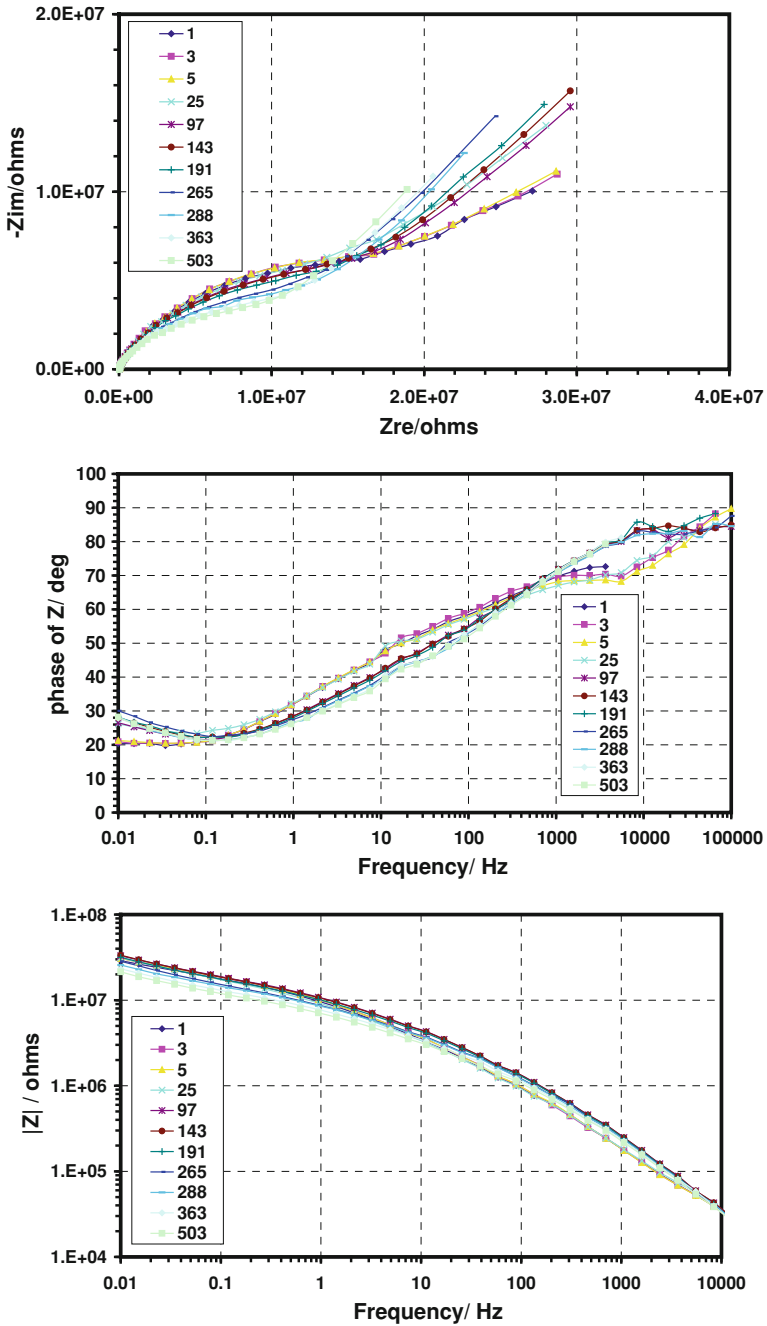 2.0E+07
1.0E+07
0.0E+00
-Zim/ohms
1
3
5
25
97
143
191
265
288
363
503
0.0E+00 1.0E+07 2.0E+07 3.0E+07 4.0E+07
Zre/ohms
100
90
80
70
60
50
40
30
20
10
0
phase of Z/ deg
1
3
5
25
97
143
191
265
288
363
503
0.01 0.1 1 10 100 1000 10000 100000
Frequency/ Hz
1.E+08
1.E+07
1.E+06
1.E+05
1.E+04
|Z| / ohms
1
3
5
25
97
143
191
265
288
363
503
0.01 0.1 1 10 100 1000 10000
Frequency/ Hz